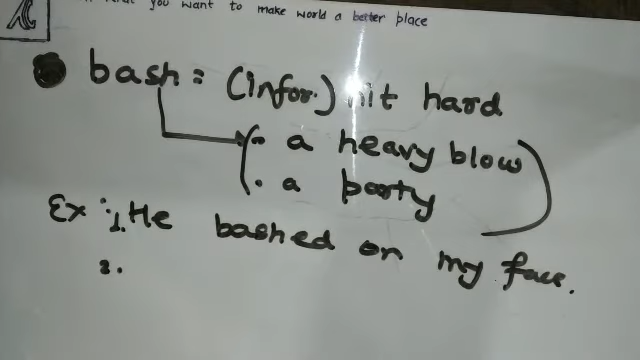 you want to make world a better place
bash: (infor.) hit hard
- a heavy blow
. a party
Ex: 1. He bashed on my face.
2.